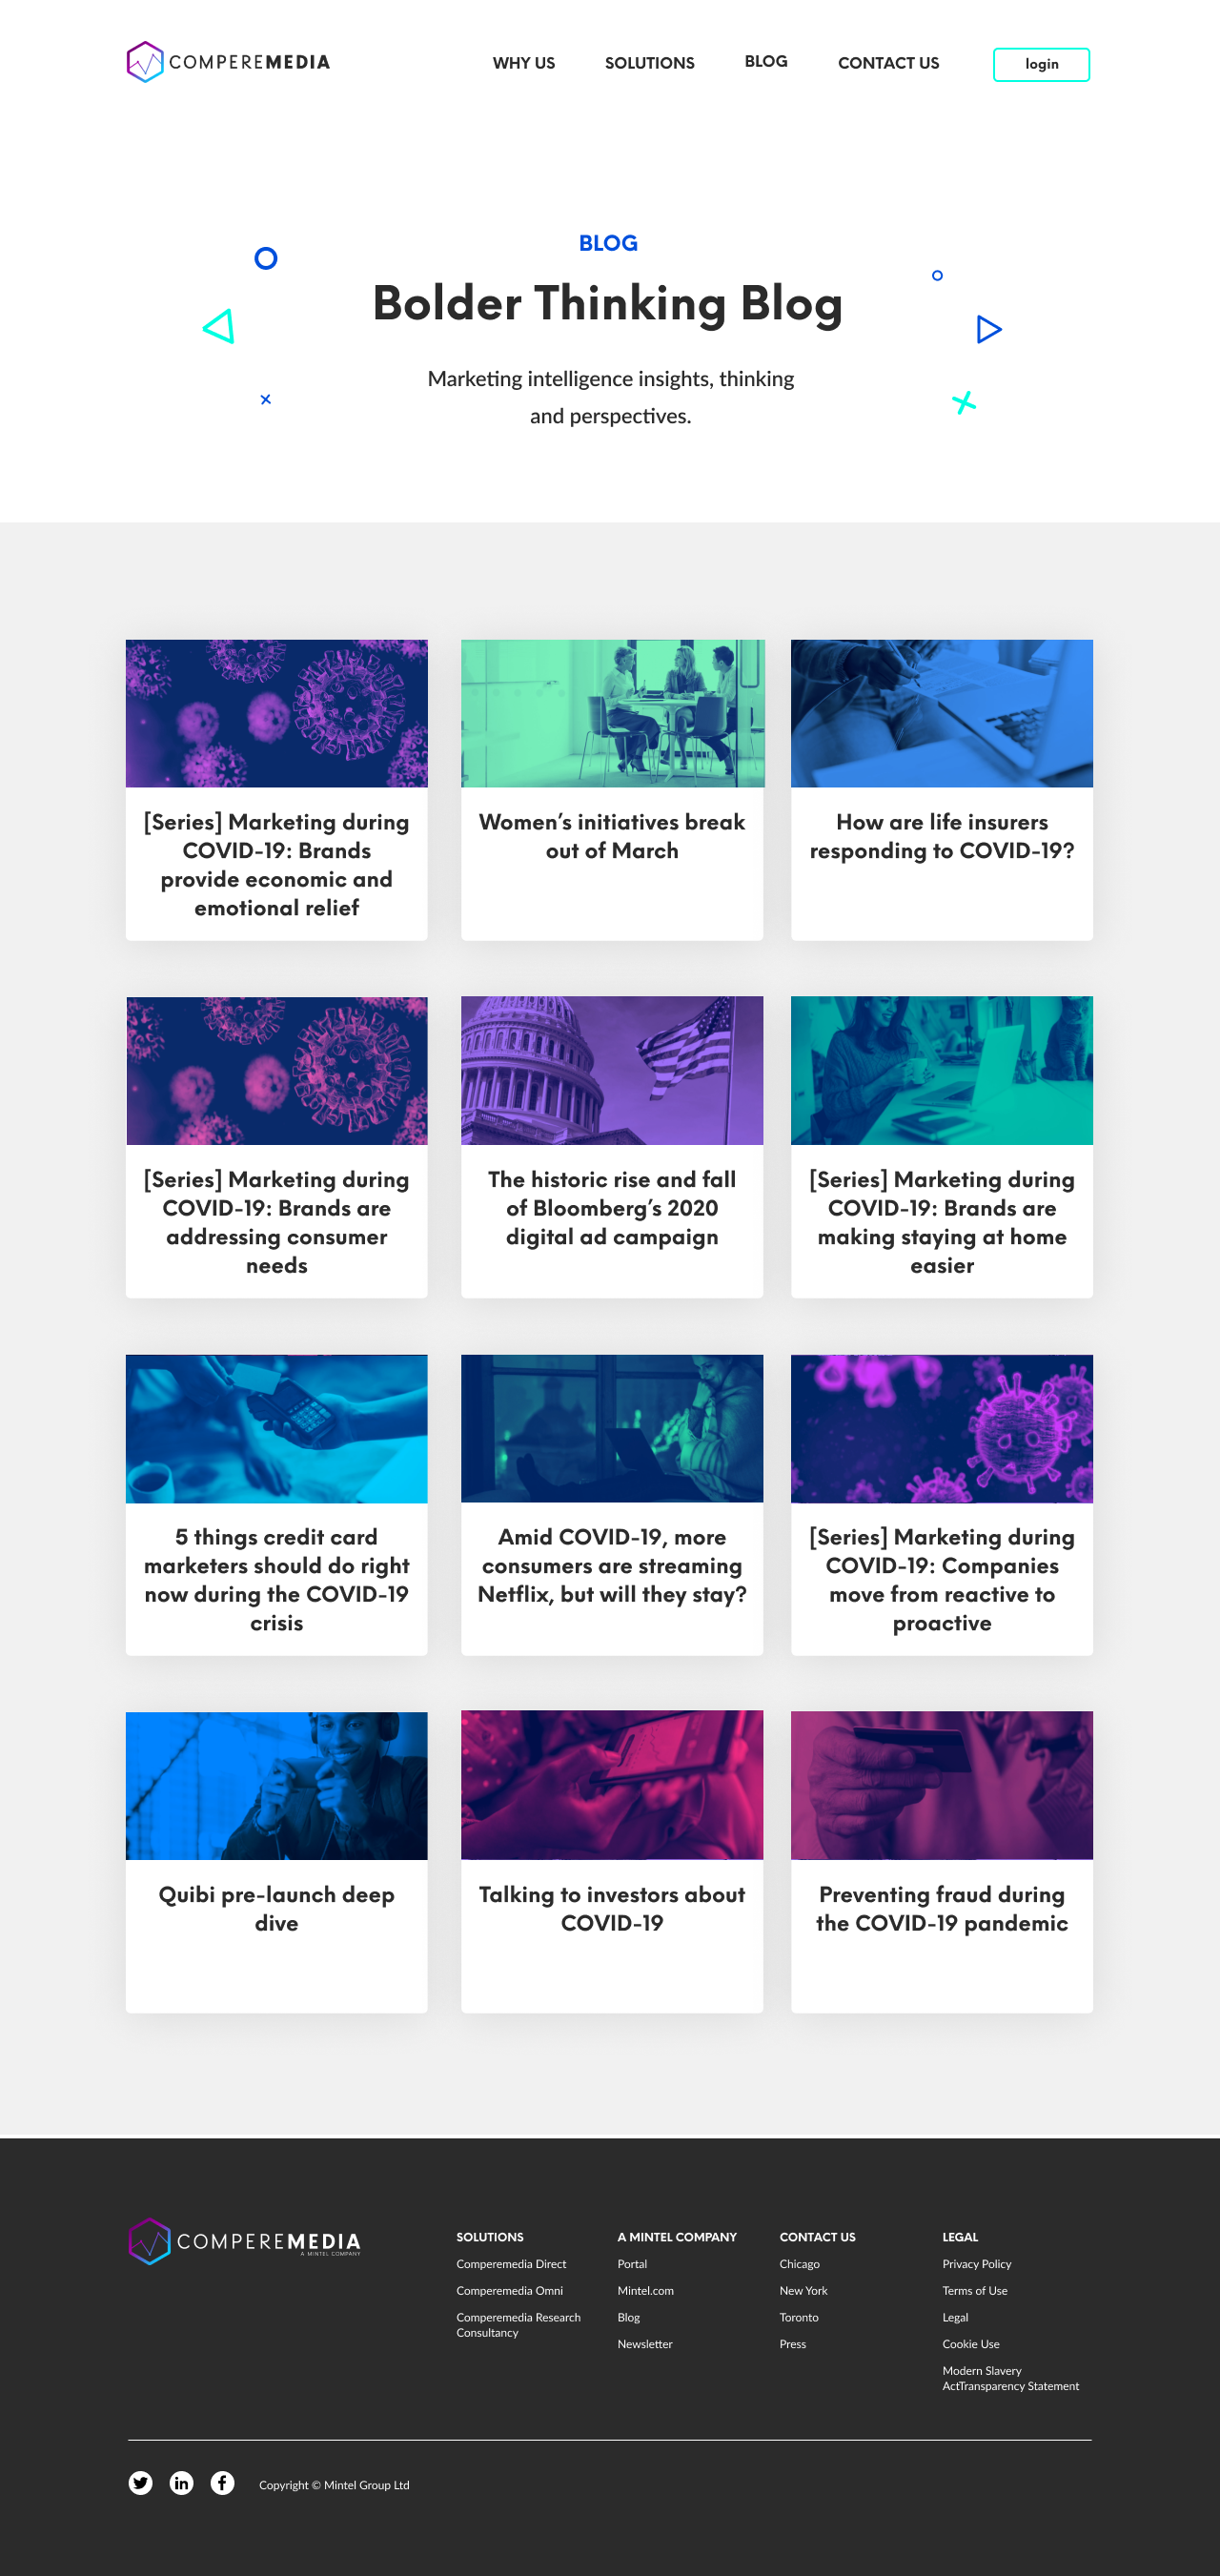 COMPEREMEDIA
WHY US
SOLUTIONS
BLOG
CONTACT US
login
BLOG
Bolder Thinking Blog
Marketing intelligence insights, thinking
and perspectives.
[Series] Marketing during
COVID-19: Brands
provide economic and
emotional relief
Women's initiatives break
out of March
How are life insurers
responding to COVID-19?
[Series] Marketing during
COVID-19: Brands are
addressing consumer
needs
The historic rise and fall
of Bloomberg's 2020
digital ad campaign
[Series] Marketing during
COVID-19: Brands are
making staying at home
easier
5 things credit card
marketers should do right
now during the COVID-19
crisis
Amid COVID-19, more
consumers are streaming
Netflix, but will they stay?
[Series] Marketing during
COVID-19: Companies
move from reactive to
proactive
Quibi pre-launch deep
dive
Talking to investors about
COVID-19
Preventing fraud during
the COVID-19 pandemic
COMPEREMEDIA
A MINTEL COMPANY
SOLUTIONS
Comperemedia Direct
Comperemedia Omni
Comperemedia Research
Consultancy
A MINTEL COMPANY
Portal
Mintel.com
Blog
Newsletter
CONTACT US
Chicago
New York
Toronto
Press
LEGAL
Privacy Policy
Terms of Use
Legal
Cookie Use
Modern Slavery
ActTransparency Statement
Copyright © Mintel Group Ltd